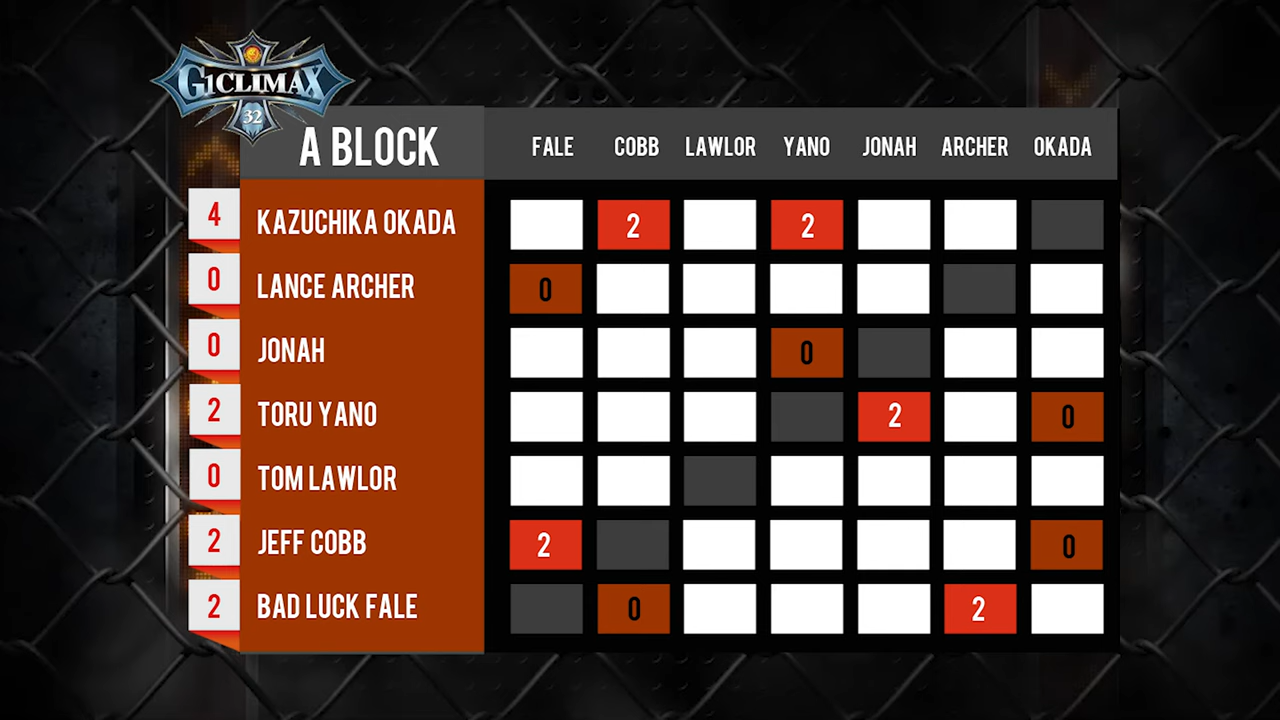 G1 CLIMAX
32
A BLOCK FALE COBB LAWLOR YANO JONAH ARCHER OKADA
4 KAZUCHIKA OKADA 2 2
0 LANCE ARCHER 0
0 JONAH 0
2 TORU YANO 2 0
0 TOM LAWLOR
2 JEFF COBB 2 0
2 BAD LUCK FALE 0 2